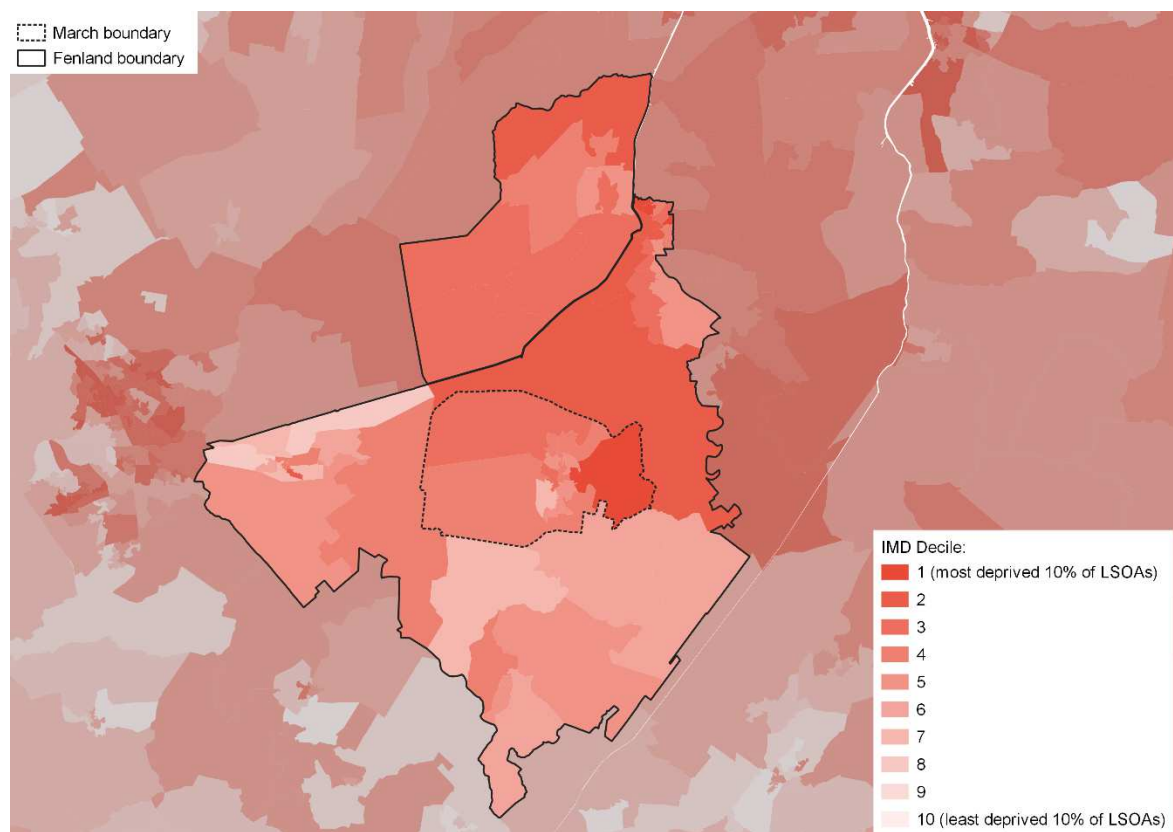 March boundary
Fenland boundary
IMD Decile:
1 (most deprived 10% of LSOAs)
2
3
4
5
6
7
8
9
10 (least deprived 10% of LSOAs)